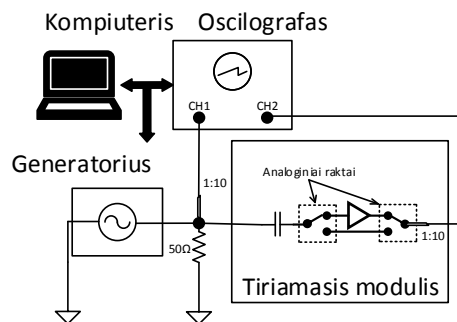 Kompiuteris
Oscilografas
CH1
CH2
Generatorius
1:10
Analoginiai raktai
50Ω
1:10
Tiriamasis modulis